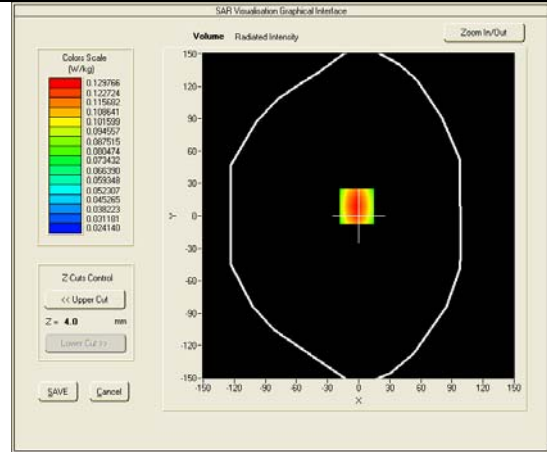 SAR Visualisation Graphical Interface
Volume Radiated Intensity
Zoom In/Out
Colors Scale
(W/kg)
0.129766
0.122724
0.115682
0.108641
0.101599
0.094557
0.087515
0.080474
0.073432
0.066390
0.059348
0.052307
0.045265
0.038223
0.031181
0.024140
Z Cuts Control
<< Upper Cut
Z = 4.0 mm
Lower Cut >>
SAVE Cancel
150
120
90
60
30
0
-30
-60
-90
-120
-150
Y
-150 -120 -90 -60 -30 0 30 60 90 120 150
X